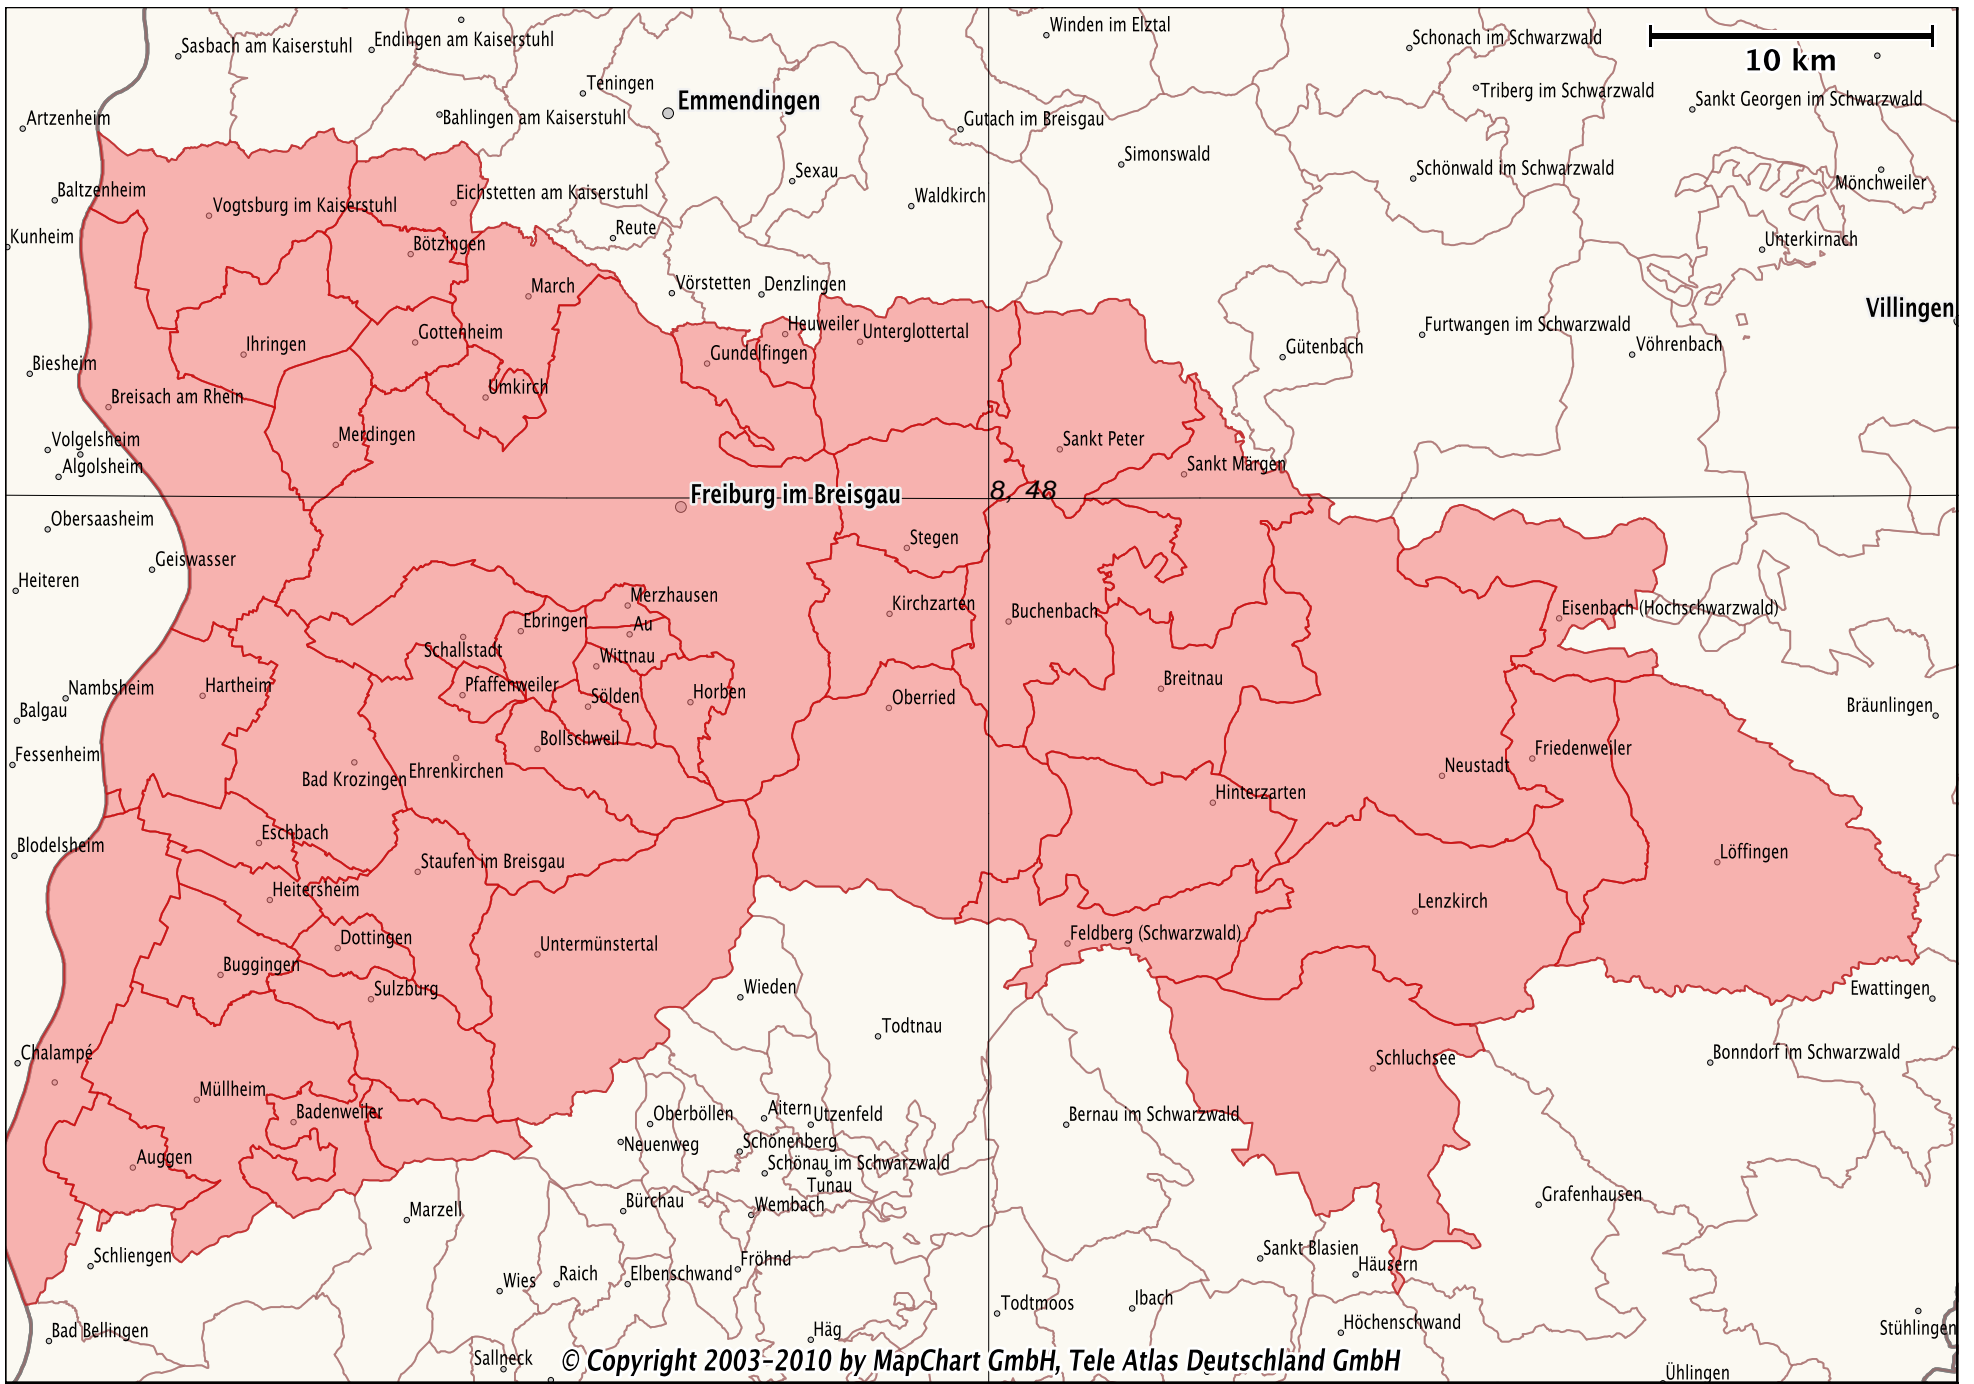 Winden im Elztal
Sasbach am Kaiserstuhl
Endingen am Kaiserstuhl
Schonach im Schwarzwald
10 km
Teningen
Triberg im Schwarzwald
Emmendingen
Sankt Georgen im Schwarzwald
Artzenheim
Bahlingen am Kaiserstuhl
Gutach im Breisgau
Simonswald
Schönwald im Schwarzwald
Sexau
Mönchweiler
Baltzenheim
Eichstetten am Kaiserstuhl
Waldkirch
Vogtsburg im Kaiserstuhl
Reute
Kunheim
Bötzingen
Unterkirnach
March
Vörstetten
Denzlingen
Villingen
Heuweiler
Unterglottertal
Furtwangen im Schwarzwald
Gottenheim
Ihringen
Gundelfingen
Gütenbach
Vöhrenbach
Biesheim
Umkirch
Breisach am Rhein
Merdingen
Volgelsheim
Sankt Peter
Algolsheim
Sankt Märgen
Freiburg im Breisgau
8, 48
Obersaasheim
Stegen
Geiswasser
Heiteren
Merzhausen
Kirchzarten
Buchenbach
Eisenbach (Hochschwarzwald)
Ebringen
Au
Schallstadt
Wittnau
Breitnau
Nambsheim
Hartheim
Pfaffenweiler
Sölden
Horben
Oberried
Balgau
Bräunlingen
Bollschweil
Fessenheim
Friedenweiler
Bad Krozingen
Ehrenkirchen
Neustadt
Hinterzarten
Eschbach
Blodelsheim
Staufen im Breisgau
Löffingen
Heitersheim
Lenzkirch
Dottingen
Untermünstertal
Feldberg (Schwarzwald)
Buggingen
Sulzburg
Wieden
Ewattingen
Todtnau
Chalampé
Schluchsee
Bonndorf im Schwarzwald
Müllheim
Badenweiler
Oberböllen
Aitern
Utzenfeld
Bernau im Schwarzwald
Neuenweg
Schönenberg
Auggen
Schönau im Schwarzwald
Tunau
Bürchau
Wembach
Grafenhausen
Marzell
Schliengen
Sankt Blasien
Fröhnd
Häusern
Wies
Raich
Elbenschwand
Todtmoos
Ibach
Bad Bellingen
Häg
Höchenschwand
Stühlingen
Sallneck
© Copyright 2003-2010 by MapChart GmbH, Tele Atlas Deutschland GmbH
Ühlingen